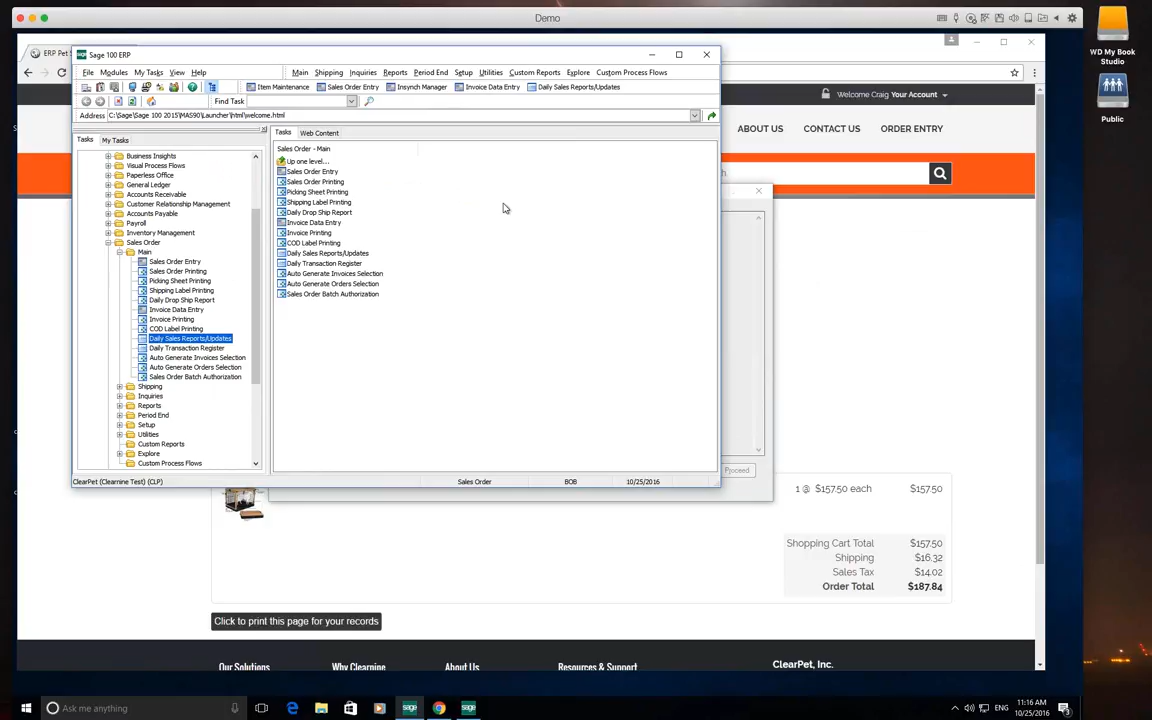 Demo
WD My Book
Studio
Public
ERP Pet S
Welcome Craig Your Account
ABOUT US CONTACT US ORDER ENTRY
Sage 100 ERP
File Modules My Tasks View Help Main Shipping Inquiries Reports Period End Setup Utilities Custom Reports Explore Custom Process Flows
Item Maintenance Sales Order Entry Insynch Manager Invoice Data Entry Daily Sales Reports/Updates
Find Task
Address C:\Sage\Sage 100 2015\MAS90\Launcher\html\welcome.html
Tasks My Tasks
Business Insights
Visual Process Flows
Paperless Office
General Ledger
Accounts Receivable
Customer Relationship Management
Accounts Payable
Payroll
Inventory Management
Sales Order
Main
Sales Order Entry
Sales Order Printing
Picking Sheet Printing
Shipping Label Printing
Daily Drop Ship Report
Invoice Data Entry
Invoice Printing
COD Label Printing
Daily Sales Reports/Updates
Daily Transaction Register
Auto Generate Invoices Selection
Auto Generate Orders Selection
Sales Order Batch Authorization
Shipping
Inquiries
Reports
Period End
Setup
Utilities
Custom Reports
Explore
Custom Process Flows
Tasks Web Content
Sales Order - Main
Up one level...
Sales Order Entry
Sales Order Printing
Picking Sheet Printing
Shipping Label Printing
Daily Drop Ship Report
Invoice Data Entry
Invoice Printing
COD Label Printing
Daily Sales Reports/Updates
Daily Transaction Register
Auto Generate Invoices Selection
Auto Generate Orders Selection
Sales Order Batch Authorization
ClearPet (Clearnine Test) (CLP) Sales Order BOB 10/25/2016
Proceed
1 @ $157.50 each $157.50
Shopping Cart Total $157.50
Shipping $16.32
Sales Tax $14.02
Order Total $187.84
Click to print this page for your records
Our Solutions Why Clearnine About Us Resources & Support ClearPet, Inc.
Ask me anything
sage
sage
ENG
11:16 AM
10/25/2016